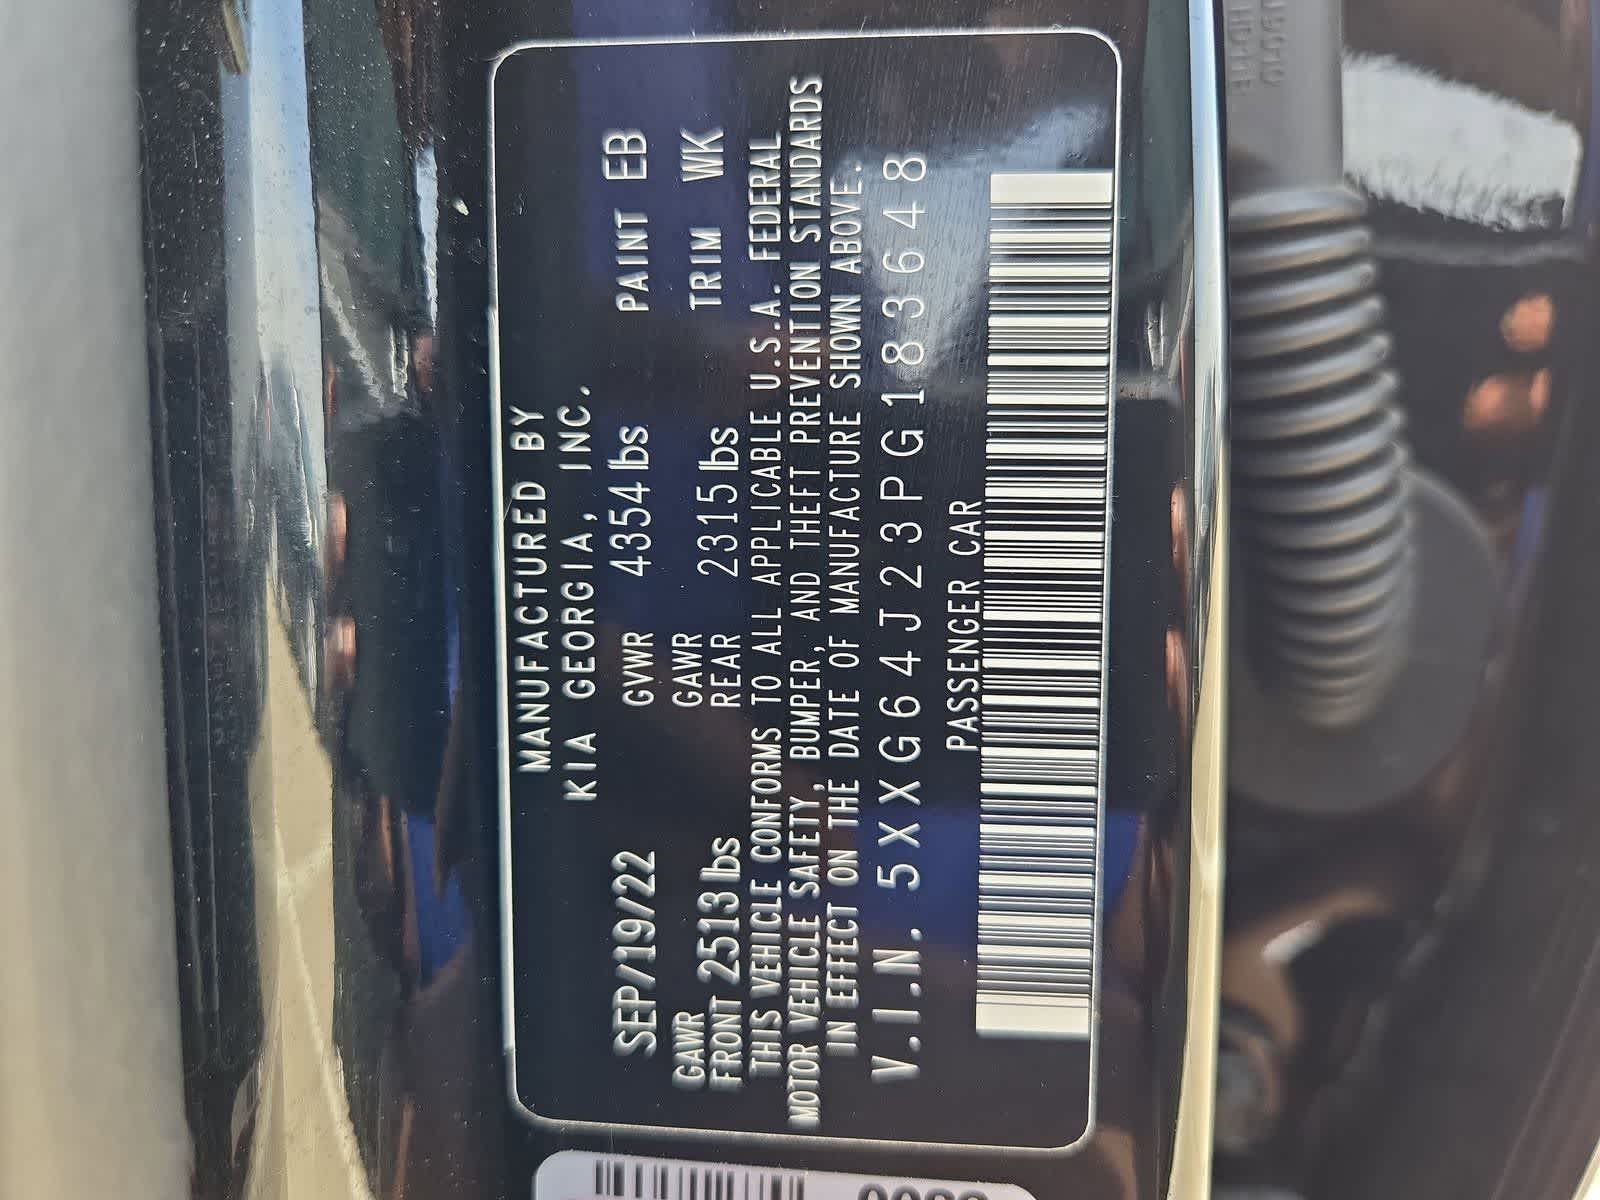 MANUFACTURED BY
KIA GEORGIA, INC.
SEP/19/22 GVWR 4354 lbs PAINT EB
GAWR GAWR
FRONT 2513 lbs REAR 2315 lbs TRIM WK
THIS VEHICLE CONFORMS TO ALL APPLICABLE U.S.A. FEDERAL
MOTOR VEHICLE SAFETY, BUMPER, AND THEFT PREVENTION STANDARDS
IN EFFECT ON THE DATE OF MANUFACTURE SHOWN ABOVE.
V.I.N. 5XXG64J23PG183648
PASSENGER CAR